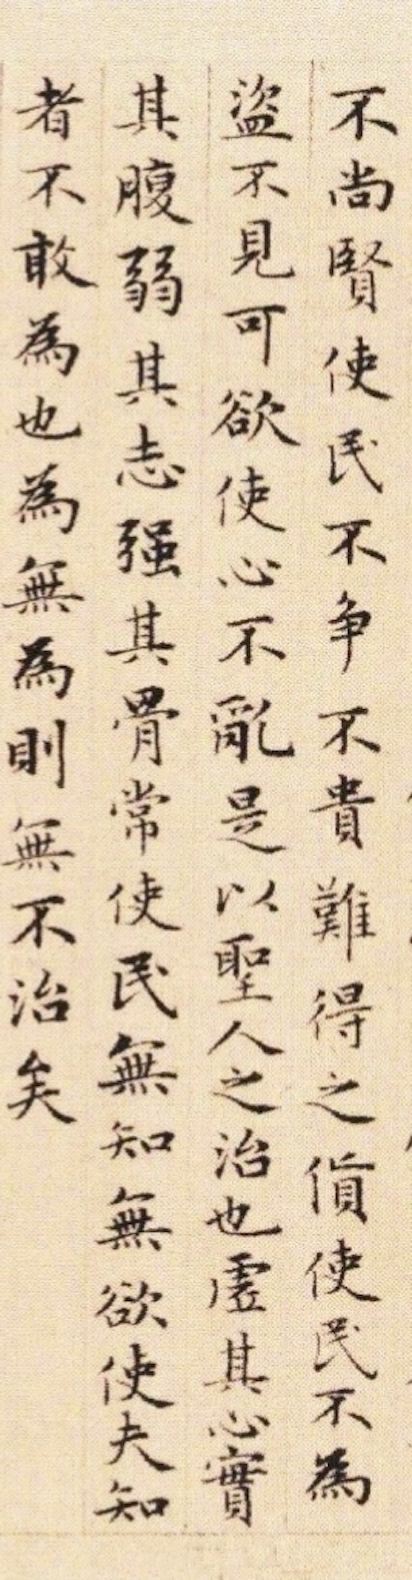 不尚賢使民不争不貴難得之貨使民不為
盜不見可欲使心不亂是以聖人之治也虛其心實
其腹弱其志强其骨常使民無知無欲使夫知
者不敢為也為無為則無不治矣